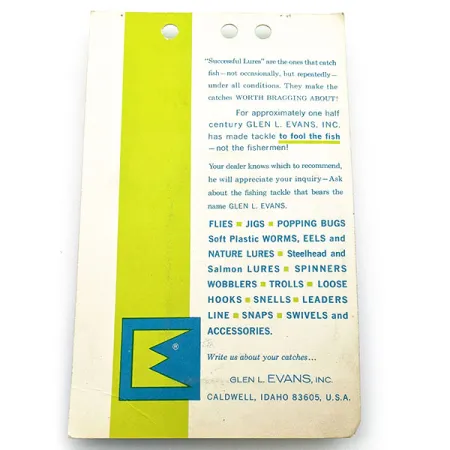 "Successful Lures" are the ones that catch
fish—not occasionally, but repeatedly—
under all conditions. They make the
catches WORTH BRAGGING ABOUT!
For approximately one half
century GLEN L. EVANS, INC.
has made tackle to fool the fish
—not the fishermen!
Your dealer knows which to recommend,
he will appreciate your inquiry—Ask
about the fishing tackle that bears the
name GLEN L. EVANS.
FLIES ▪ JIGS ▪ POPPING BUGS
Soft Plastic WORMS, EELS and
NATURE LURES ▪ Steelhead and
Salmon LURES ▪ SPINNERS
WOBBLERS ▪ TROLLS ▪ LOOSE
HOOKS ▪ SNELLS ▪ LEADERS
LINE ▪ SNAPS ▪ SWIVELS and
ACCESSORIES.
®
Write us about your catches...
GLEN L. EVANS, INC.
CALDWELL, IDAHO 83605, U.S.A.